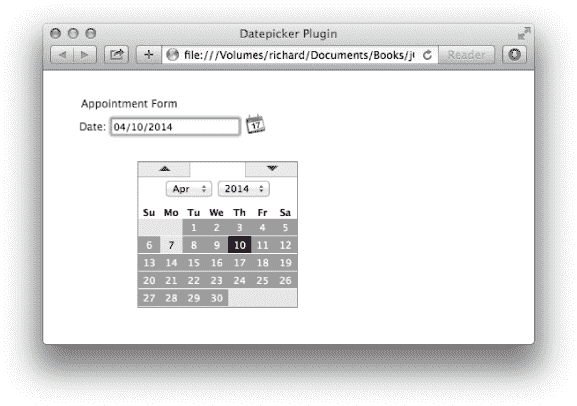 Datepicker Plugin
file:///Volumes/richard/Documents/Books/j
Reader
Appointment Form
Date: 04/10/2014
17
Apr 2014
Su Mo Tu We Th Fr Sa
1 2 3 4 5
6 7 8 9 10 11 12
13 14 15 16 17 18 19
20 21 22 23 24 25 26
27 28 29 30